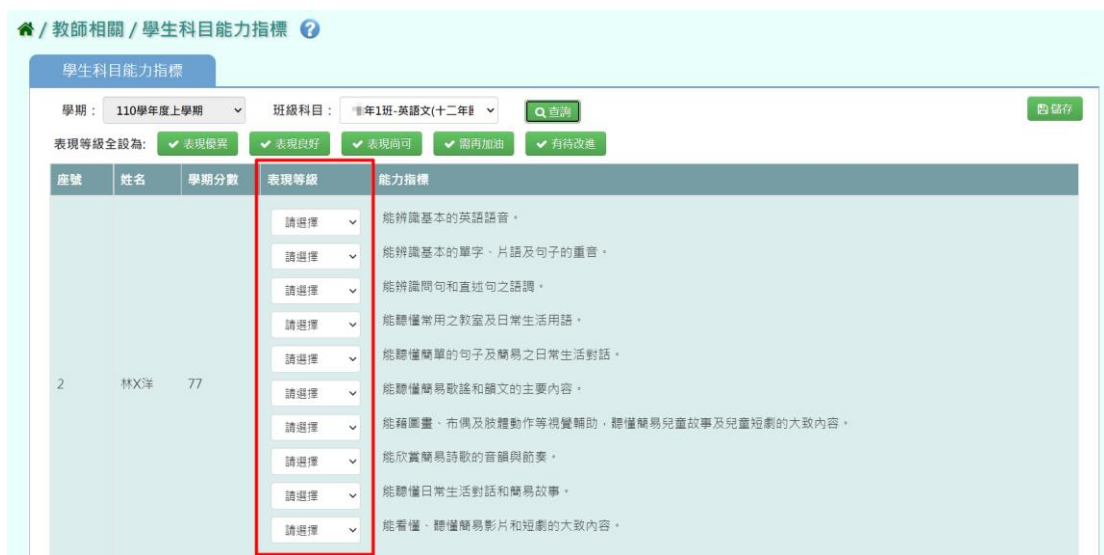 / 教師相關 / 學生科目能力指標 ?
學生科目能力指標
學期： 110學年度上學期 班級科目： 年1班-英語文(十二年 查詢 儲存
表現等級全設為: 表現優異 表現良好 表現尚可 需再加油 有待改進
座號 姓名 學期分數 表現等級 能力指標
請選擇 能辨識基本的英語語音。
請選擇 能辨識基本的單字、片語及句子的重音。
請選擇 能辨識問句和直述句之語調。
請選擇 能聽懂常用之教室及日常生活用語。
請選擇 能聽懂簡單的句子及簡易之日常生活對話。
2 林X洋 77 請選擇 能聽懂簡易歌謠和韻文的主要內容。
請選擇 能藉圖畫、布偶及肢體動作等視覺輔助，聽懂簡易兒童故事及兒童短劇的大致內容。
請選擇 能欣賞簡易詩歌的音韻與節奏。
請選擇 能聽懂日常生活對話和簡易故事。
請選擇 能看懂、聽懂簡易影片和短劇的大致內容。